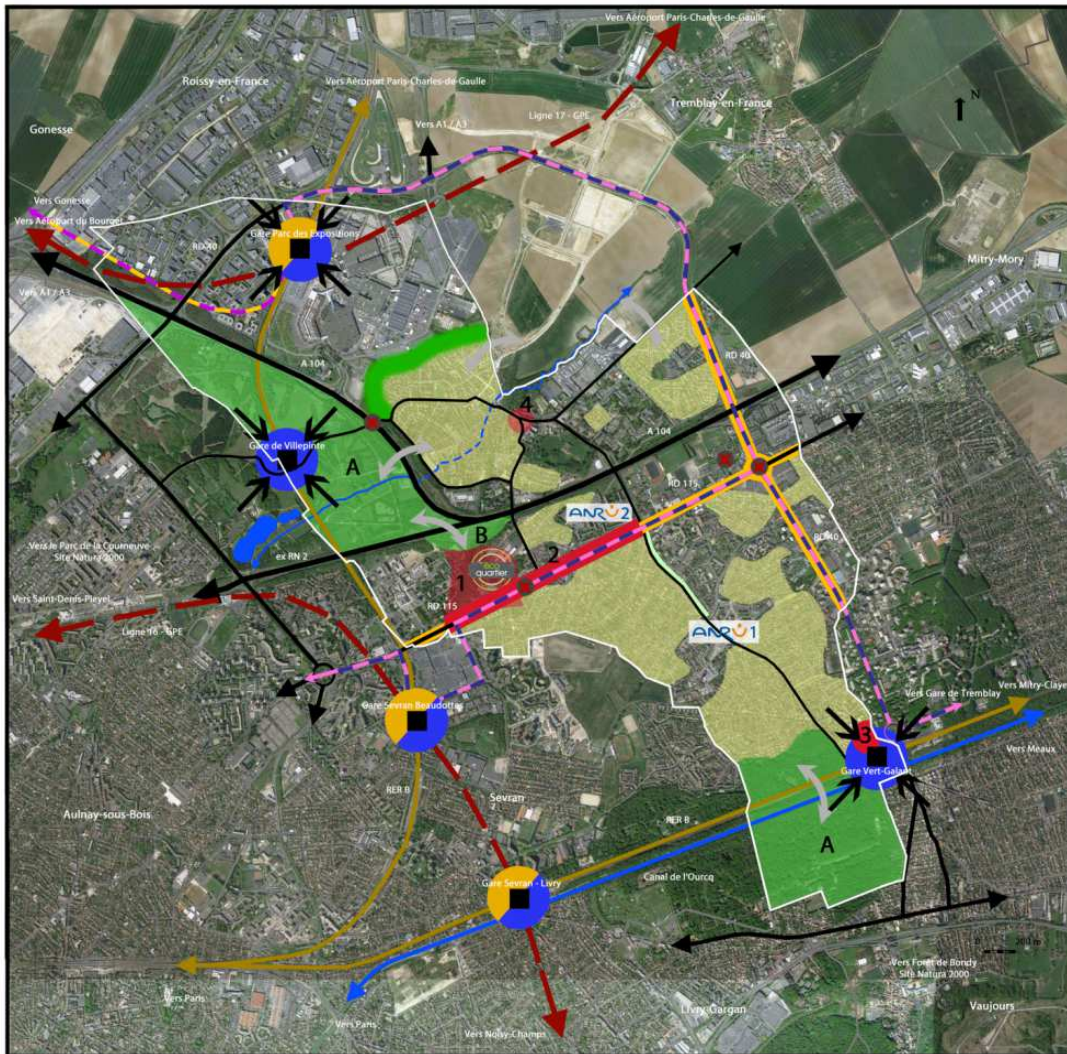 Vers Aéroport Paris-Charles-de-Gaulle
Roissy-en-France
Vers Aéroport Paris-Charles-de-Gaulle
Tremblay-en-France
N
Ligne 17 - GPE
Gonesse
Vers A1 / A3
Vers Gonesse
Vers Aéroport du Bourget
Gare Parc des Expositions
RD 40
Mitry-Mory
Vers A1 / A3
A 104
RD 40
4
A 104
Gare de Villepinte
A
RD 115
ANRU 2
B
2
Vers le Parc de la Courneuve
Site Natura 2000
ex RN 2
éco
quartier
1
RD 40
Vers Saint-Denis-Pleyel
RD 115
Ligne 16 - GPE
ANRU 1
Vers Gare de Tremblay
Vers Mitry-Claye
Gare Sevran Beaudottes
3
Vers Meaux
Gare Vert-Galant
RER B
Sevran
Aulnay-sous-Bois
RER B
A
Canal de l'Ourcq
Gare Sevran - Livry
0
200 m
Vers Forêt de Bondy
Site Natura 2000
Vers Paris
Livry-Gargan
Vaujours
Vers Paris
Vers Noisy-Champs